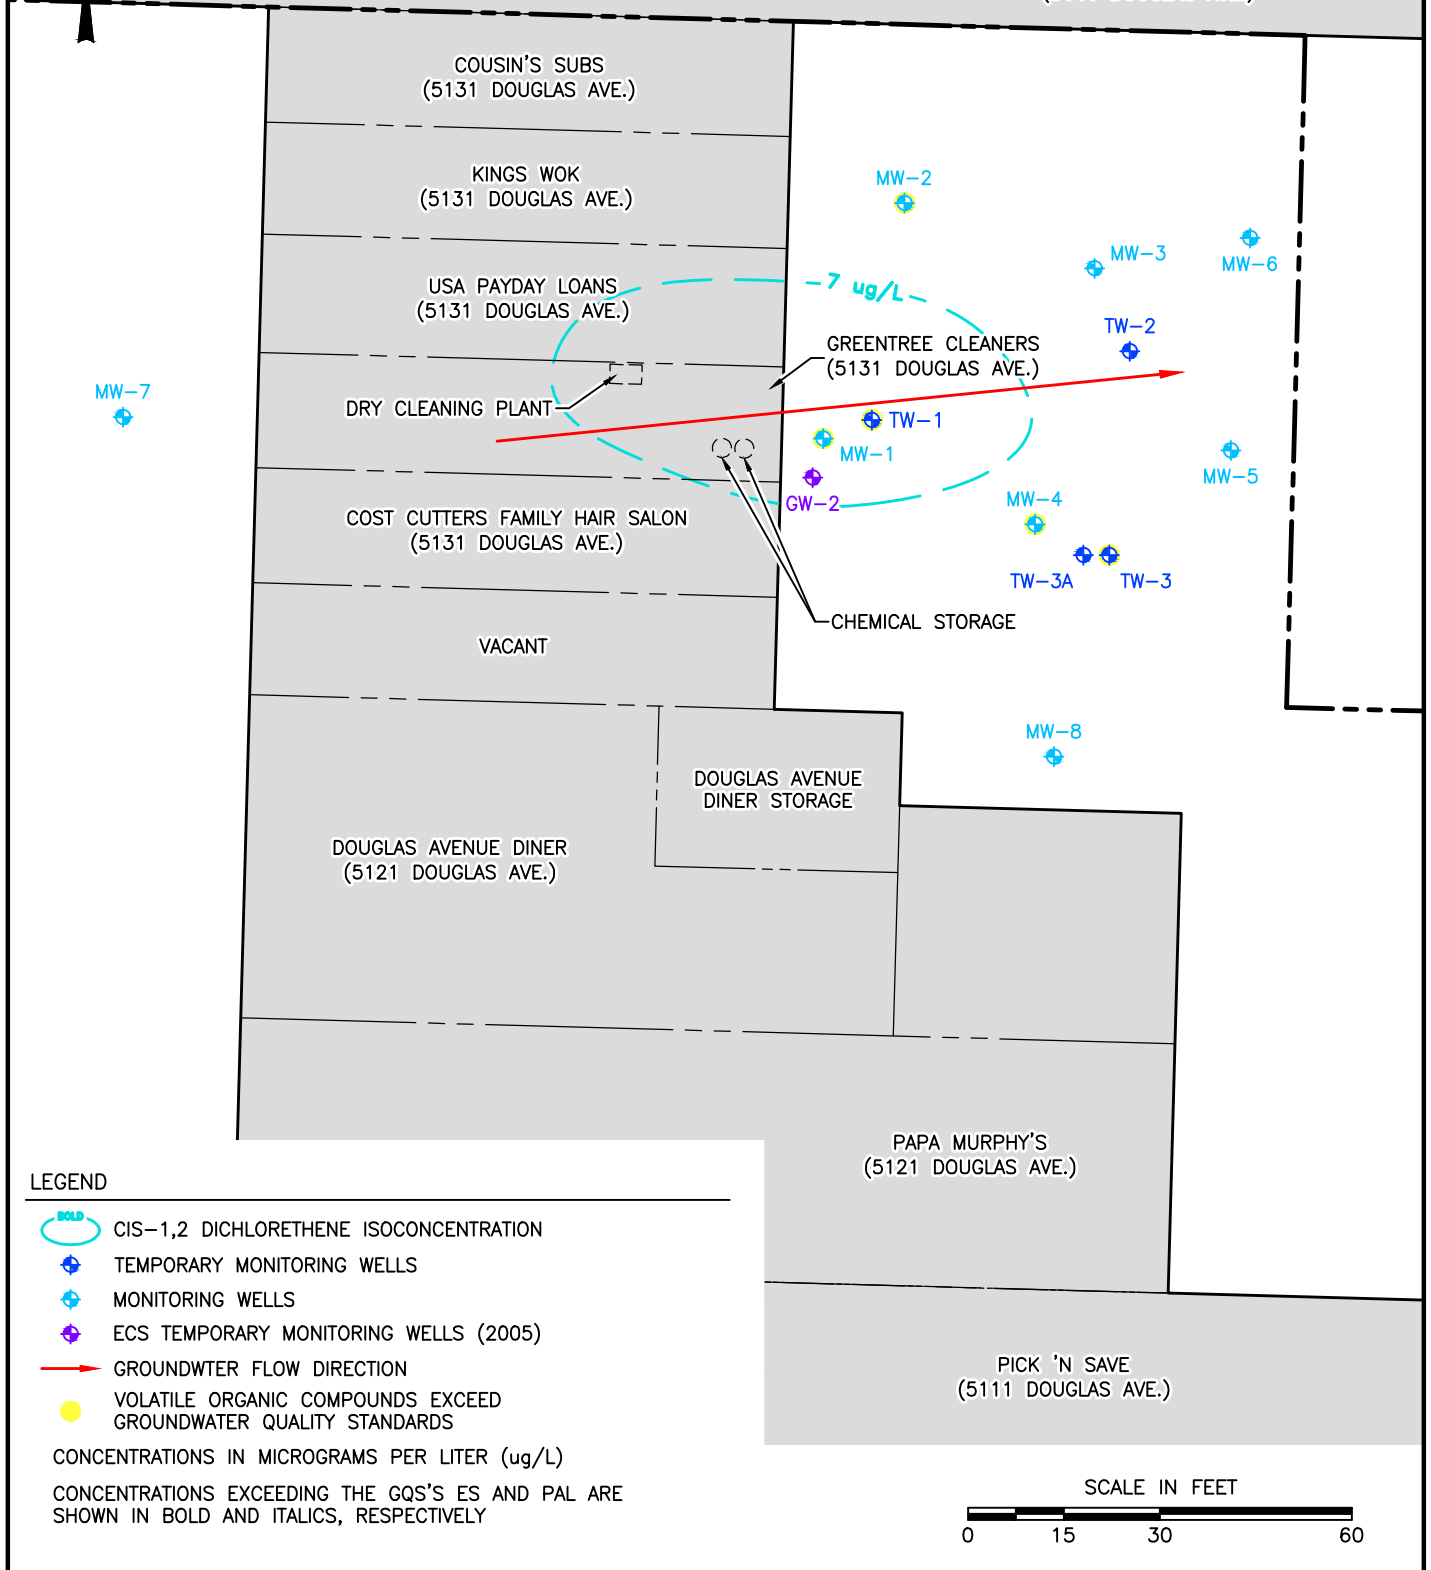 COUSIN'S SUBS
(5131 DOUGLAS AVE.)
KINGS WOK
(5131 DOUGLAS AVE.)
MW-2
MW-3
MW-6
USA PAYDAY LOANS
(5131 DOUGLAS AVE.)
7 ug/L
TW-2
GREENTREE CLEANERS
(5131 DOUGLAS AVE.)
MW-7
DRY CLEANING PLANT
TW-1
MW-1
MW-5
GW-2
MW-4
COST CUTTERS FAMILY HAIR SALON
(5131 DOUGLAS AVE.)
TW-3A
TW-3
CHEMICAL STORAGE
VACANT
MW-8
DOUGLAS AVENUE
DINER STORAGE
DOUGLAS AVENUE DINER
(5121 DOUGLAS AVE.)
PAPA MURPHY'S
(5121 DOUGLAS AVE.)
LEGEND
BOLD
CIS-1,2 DICHLORETHENE ISOCONCENTRATION
TEMPORARY MONITORING WELLS
MONITORING WELLS
ECS TEMPORARY MONITORING WELLS (2005)
GROUNDWTER FLOW DIRECTION
VOLATILE ORGANIC COMPOUNDS EXCEED
GROUNDWATER QUALITY STANDARDS
CONCENTRATIONS IN MICROGRAMS PER LITER (ug/L)
CONCENTRATIONS EXCEEDING THE GQS'S ES AND PAL ARE
SHOWN IN BOLD AND ITALICS, RESPECTIVELY
PICK 'N SAVE
(5111 DOUGLAS AVE.)
SCALE IN FEET
0 15 30 60